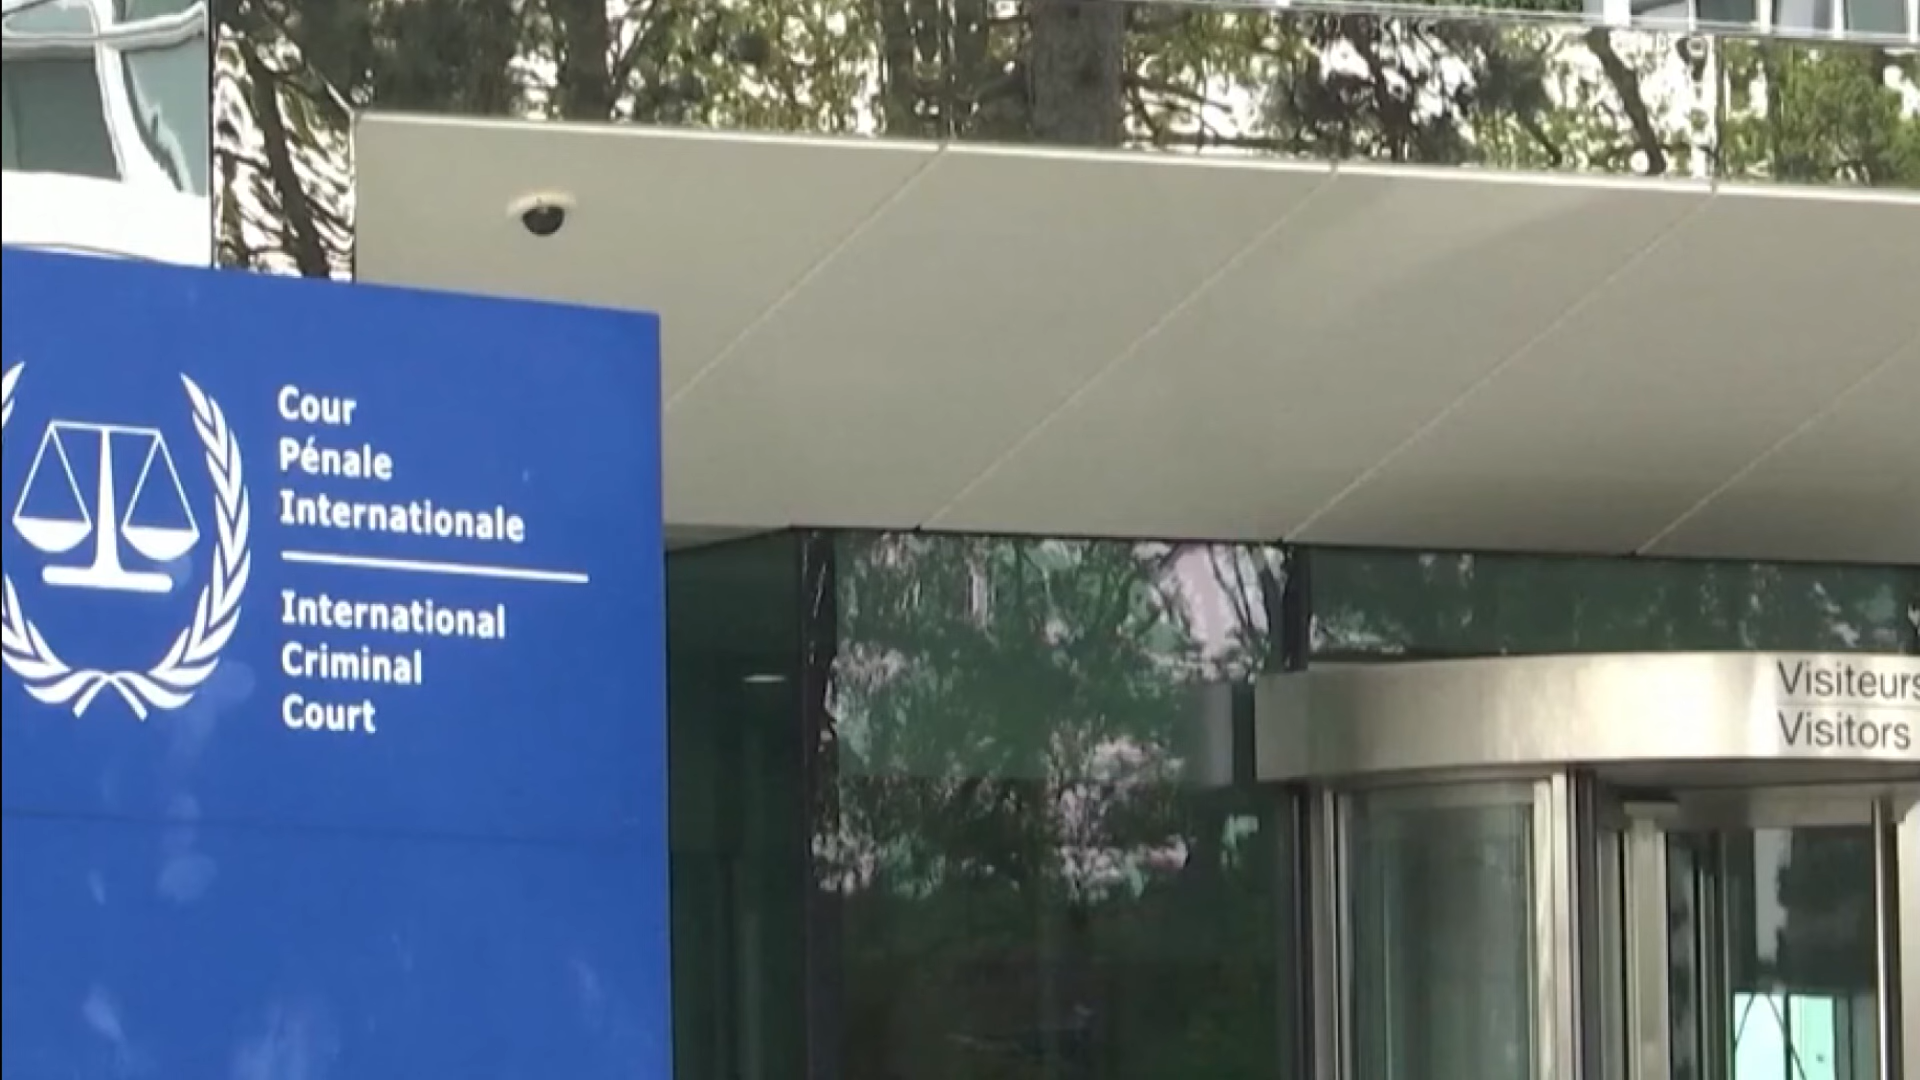 Cour
Pénale
Internationale
International
Criminal
Court
Visiteurs
Visitors